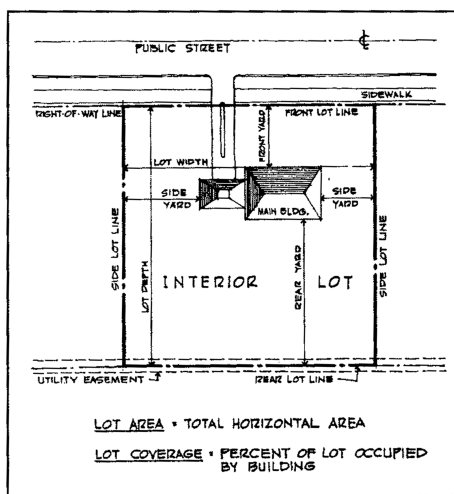 PUBLIC STREET
SIDEWALK
RIGHT-OF-WAY LINE
FRONT LOT LINE
FRONT YARD
LOT WIDTH
SIDE YARD
SIDE YARD
MAIN BLDG.
SIDE LOT LINE
LOT DEPTH
INTERIOR LOT
REAR YARD
SIDE LOT LINE
UTILITY EASEMENT
REAR LOT LINE
LOT AREA = TOTAL HORIZONTAL AREA
LOT COVERAGE = PERCENT OF LOT OCCUPIED
BY BUILDING